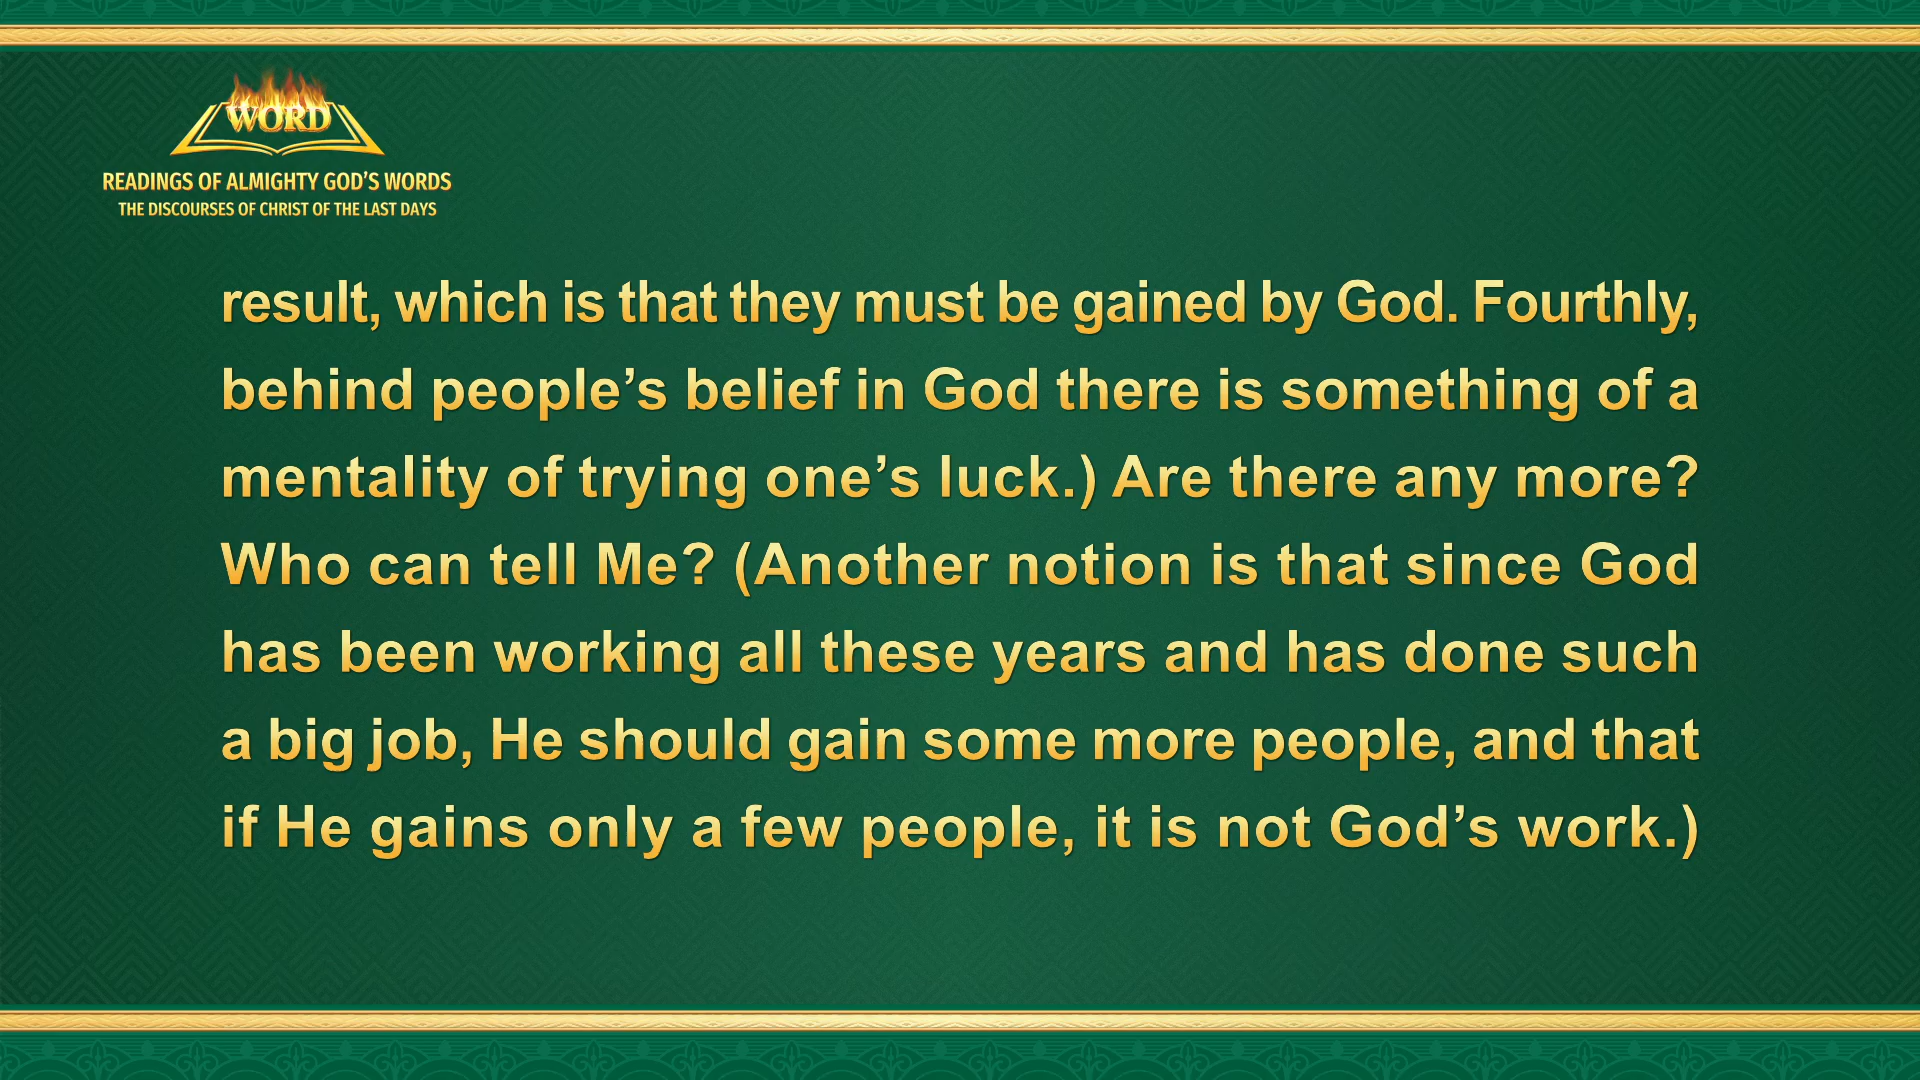 WORD
READINGS OF ALMIGHTY GOD’S WORDS
THE DISCOURSES OF CHRIST OF THE LAST DAYS
result, which is that they must be gained by God. Fourthly,
behind people’s belief in God there is something of a
mentality of trying one’s luck.) Are there any more?
Who can tell Me? (Another notion is that since God
has been working all these years and has done such
a big job, He should gain some more people, and that
if He gains only a few people, it is not God’s work.)